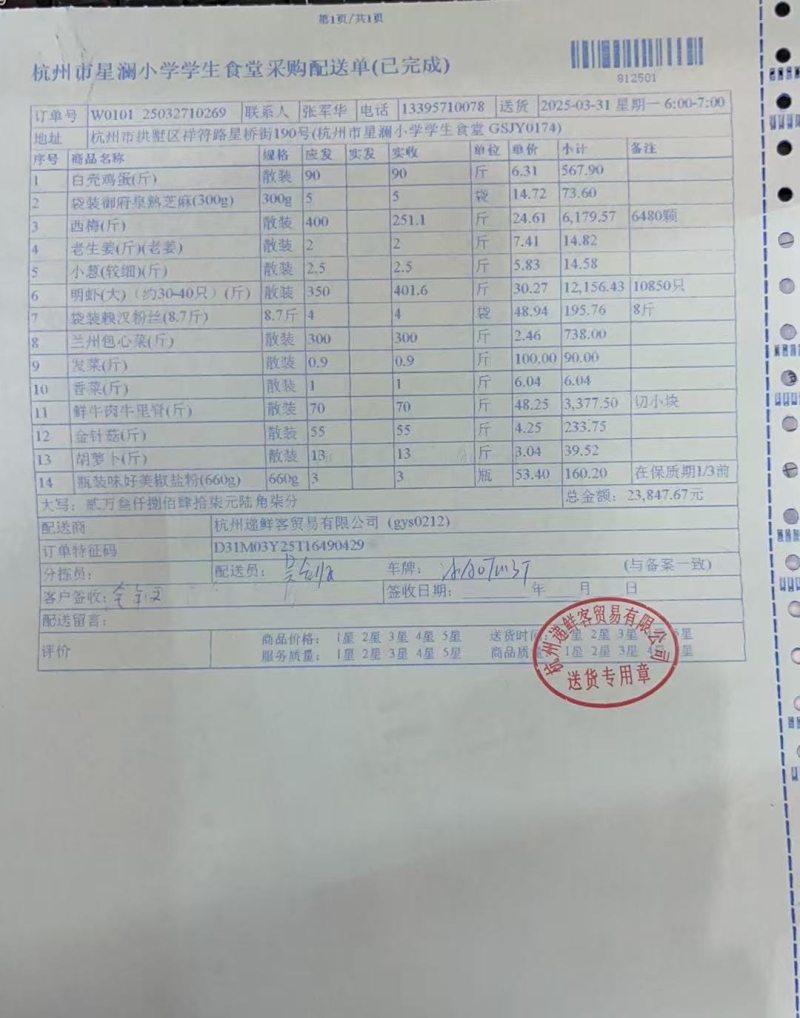 第1页/共1页
杭州市星澜小学学生食堂采购配送单(已完成)
912501
订单号 W0101 25032710269 联系人 张军华 电话 13395710078 送货 2025-03-31 星期一 6:00-7:00
地址 杭州市拱墅区祥符路星桥街190号(杭州市星澜小学学生食堂 GSJY0174)
序号 商品名称 规格 应发 实发 实收 单位 单价 小计 备注
1 白壳鸡蛋(斤) 散装 90 90 斤 6.31 567.90
2 袋装御府泉熟芝麻(300g) 300g 5 5 袋 14.72 73.60
3 西梅(斤) 散装 400 251.1 斤 24.61 6,179.57 6480颗
4 老生姜(斤)(老姜) 散装 2 2 斤 7.41 14.82
5 小葱(较细)(斤) 散装 2.5 2.5 斤 5.83 14.58
6 明虾(大)（约30-40只）(斤) 散装 350 401.6 斤 30.27 12,156.43 10850只
7 袋装赖汉粉丝(8.7斤) 8.7斤 4 4 袋 48.94 195.76 8斤
8 兰州包心菜(斤) 散装 300 300 斤 2.46 738.00
9 发菜(斤) 散装 0.9 0.9 斤 100.00 90.00
10 香菜(斤) 散装 1 1 斤 6.04 6.04
11 鲜牛肉牛里脊(斤) 散装 70 70 斤 48.25 3,377.50 切小块
12 金针菇(斤) 散装 55 55 斤 4.25 233.75
13 胡萝卜(斤) 散装 13 13 斤 3.04 39.52
14 瓶装味好美椒盐粉(660g) 660g 3 3 瓶 53.40 160.20 在保质期1/3前
大写: 贰万叁仟捌佰肆拾柒元陆角柒分 总金额: 23,847.67元
配送商 杭州递鲜客贸易有限公司 (gys0212)
订单特征码 D31M03Y25T16490429
分拣员: 配送员: 车牌: (与备案一致)
客户签收: 签收日期: 年 月 日
配送留言:
评价 商品价格: 1星 2星 3星 4星 5星 送货时间: 1星 2星 3星 4星 5星
服务质量: 1星 2星 3星 4星 5星 商品质量: 1星 2星 3星 4星 5星
杭州递鲜客贸易有限公司
送货专用章